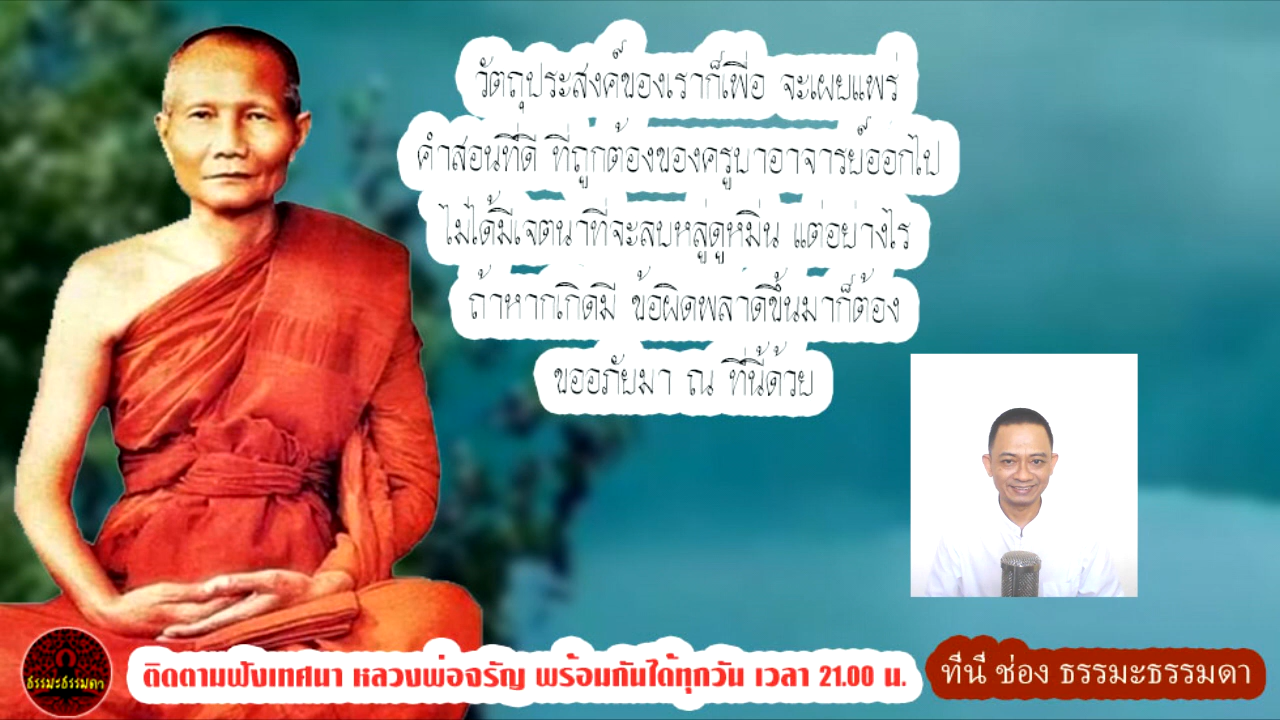 วัตถุประสงค์ของเราก็เพื่อ จะเผยแพร่
คำสอนที่ดี ที่ถูกต้องของครูบาอาจารย์ออกไป
ไม่ได้มีเจตนาที่จะลบหลู่ดูหมิ่น แต่อย่างไร
ถ้าหากเกิดมี ข้อผิดพลาดขึ้นมาก็ต้อง
ขออภัยมา ณ ที่นี้ด้วย
ธรรมะธรรมดา
ติดตามฟังเทศนา หลวงพ่อจรัญ พร้อมกันได้ทุกวัน เวลา 21.00 น.
ที่นี่ ช่อง ธรรมะธรรมดา